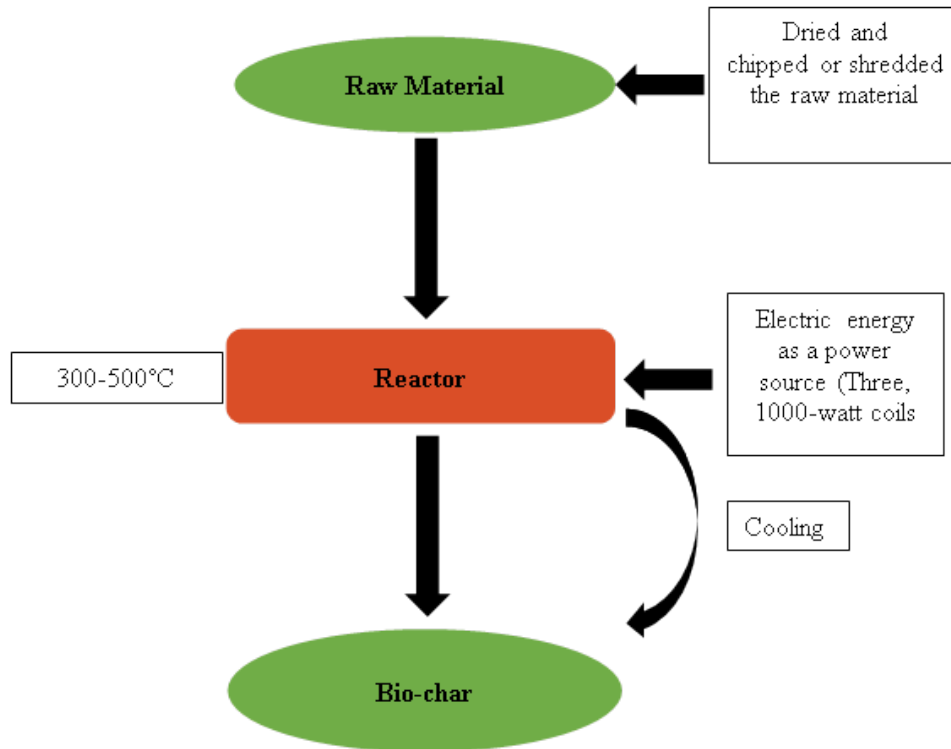 Dried and
chipped or shredded
the raw material
Raw Material
Electric energy
as a power
source (Three,
1000-watt coils
300-500°C
Reactor
Cooling
Bio-char